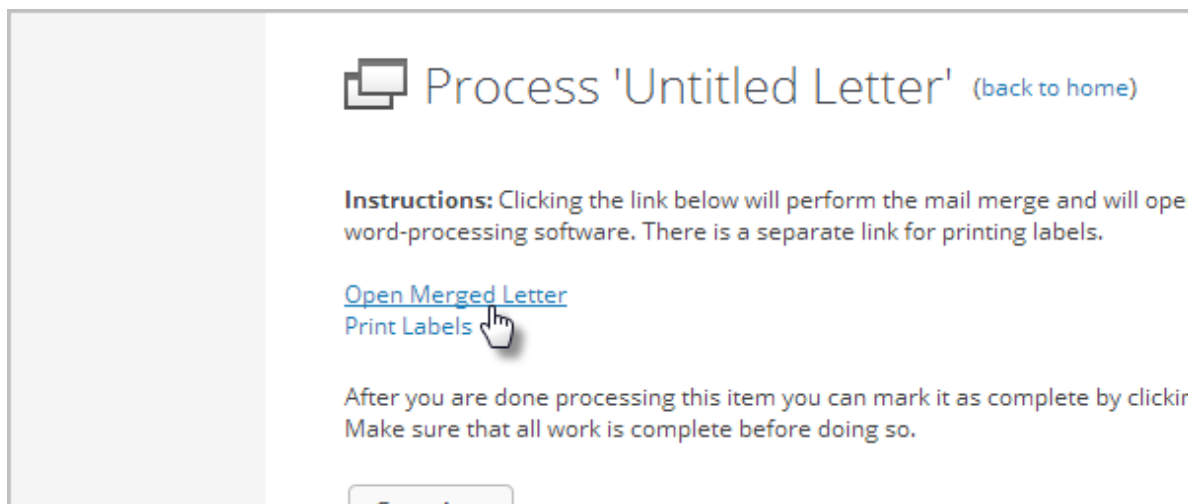 Process 'Untitled Letter' (back to home)
Instructions: Clicking the link below will perform the mail merge and will ope
word-processing software. There is a separate link for printing labels.
Open Merged Letter
Print Labels
After you are done processing this item you can mark it as complete by clickin
Make sure that all work is complete before doing so.